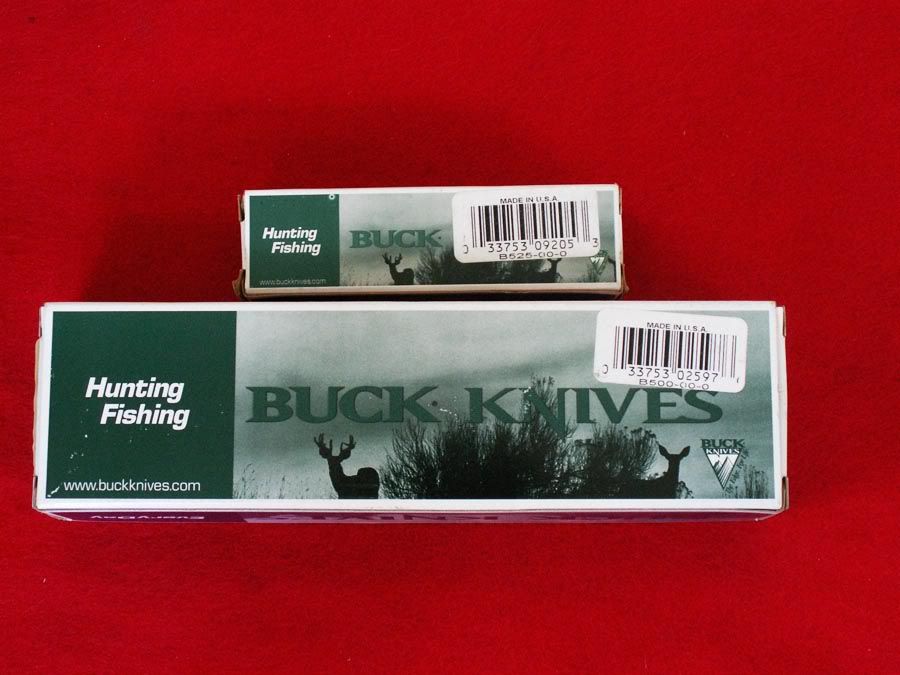 Hunting
Fishing
www.buckknives.com
BUCK
MADE IN U.S.A.
0 33753 09205 3
B525-00-0
Hunting
Fishing
www.buckknives.com
BUCK KNIVES
MADE IN U.S.A.
0 33753 02597
B500-00-0
BUCK
KNIVES